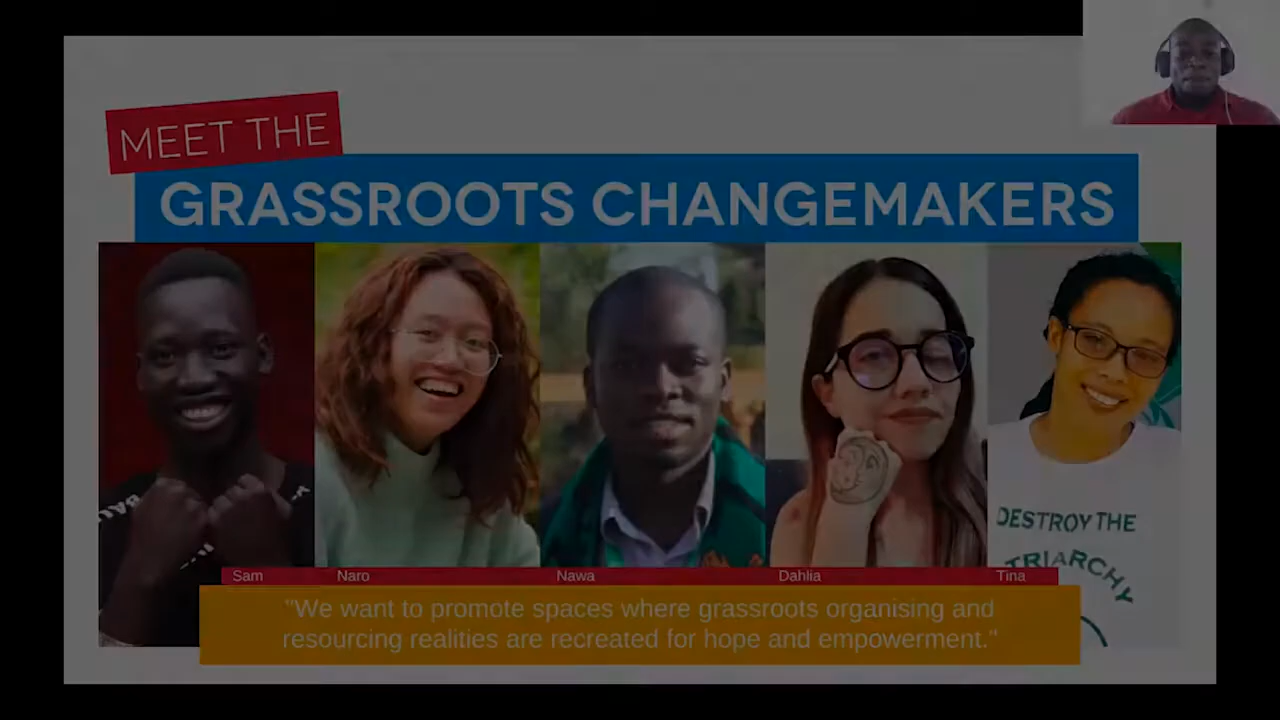 MEET THE
GRASSROOTS CHANGEMAKERS
DESTROY THE
TRIARCHY
Sam Naro Nawa Dahlia Tina
"We want to promote spaces where grassroots organising and
resourcing realities are recreated for hope and empowerment."